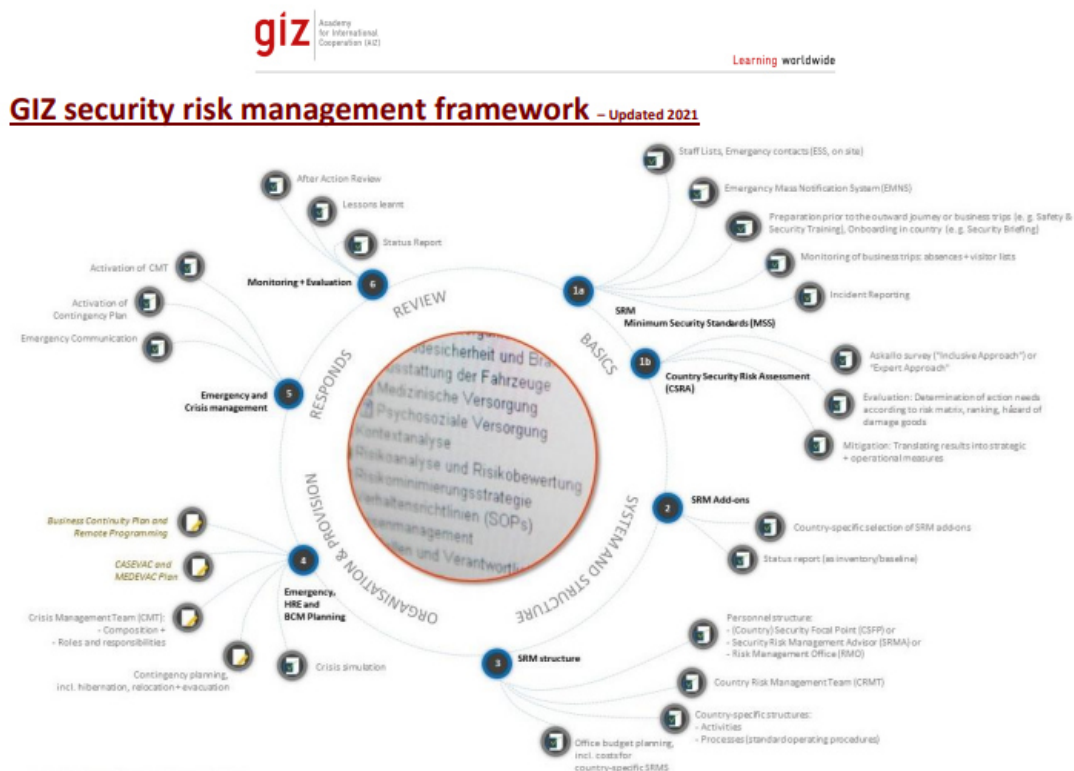 giz
Academy
for International
Cooperation (AIZ)
Learning worldwide
GIZ security risk management framework – Updated 2021
Staff Lists, Emergency contacts (ESS, on site)
Emergency Mass Notification System (EMNS)
Preparation prior to the outward journey or business trips (e. g. Safety &
Security Training), Onboarding in country (e.g. Security Briefing)
Monitoring of business trips: absences + visitor lists
Incident Reporting
1a
SRM
Minimum Security Standards (MSS)
BASICS
1b
Country Security Risk Assessment
(CSRA)
Askallo survey ("Inclusive Approach") or
"Expert Approach"
Evaluation: Determination of action needs
according to risk matrix, ranking, hazard of
damage goods
Mitigation: Translating results into strategic
+ operational measures
2
SRM Add-ons
Country-specific selection of SRM add-ons
Status report (as inventory/baseline)
SYSTEM AND STRUCTURE
3
SRM structure
Personnel structure:
- (Country) Security Focal Point (CSFP) or
- Security Risk Management Advisor (SRMA) or
- Risk Management Office (RMO)
Country Risk Management Team (CRMT)
Country-specific structures:
- Activities
- Processes (standard operating procedures)
Office budget planning,
incl. costs for
country-specific SRMS
ORGANISATION & PROVISION
4
Emergency,
HRE and
BCM Planning
Business Continuity Plan and
Remote Programming
CASEVAC and
MEDEVAC Plan
Crisis Management Team (CMT):
- Composition +
- Roles and responsibilities
Contingency planning,
incl. hibernation, relocation + evacuation
Crisis simulation
RESPONDS
5
Emergency and
Crisis management
Activation of CMT
Activation of
Contingency Plan
Emergency Communication
REVIEW
6
Monitoring + Evaluation
After Action Review
Lessons learnt
Status Report
desicherheit und Bra
sstattung der Fahrzeuge
Medizinische Versorgung
Psychosoziale Versorgung
Kontextanalyse
Risikoanalyse und Risikobewertung
Risikominimierungsstrategie
erhaltensrichtlinien (SOPs)
senmanagement
en und Verantwortli